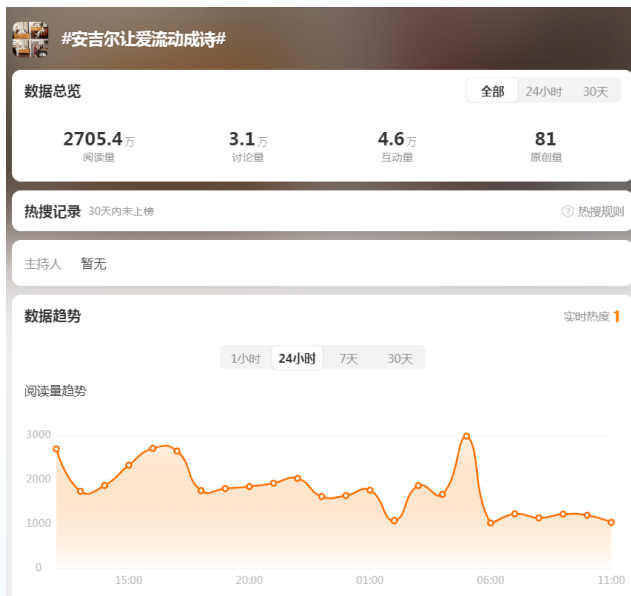 #安吉尔让爱流动成诗#
数据总览 全部 24小时 30天
2705.4万 3.1万 4.6万 81
阅读量 讨论量 互动量 原创量
热搜记录 30天内未上榜 ? 热搜规则
主持人 暂无
数据趋势 实时热度 1
1小时 24小时 7天 30天
阅读量趋势
3000
2000
1000
0
15:00 20:00 01:00 06:00 11:00